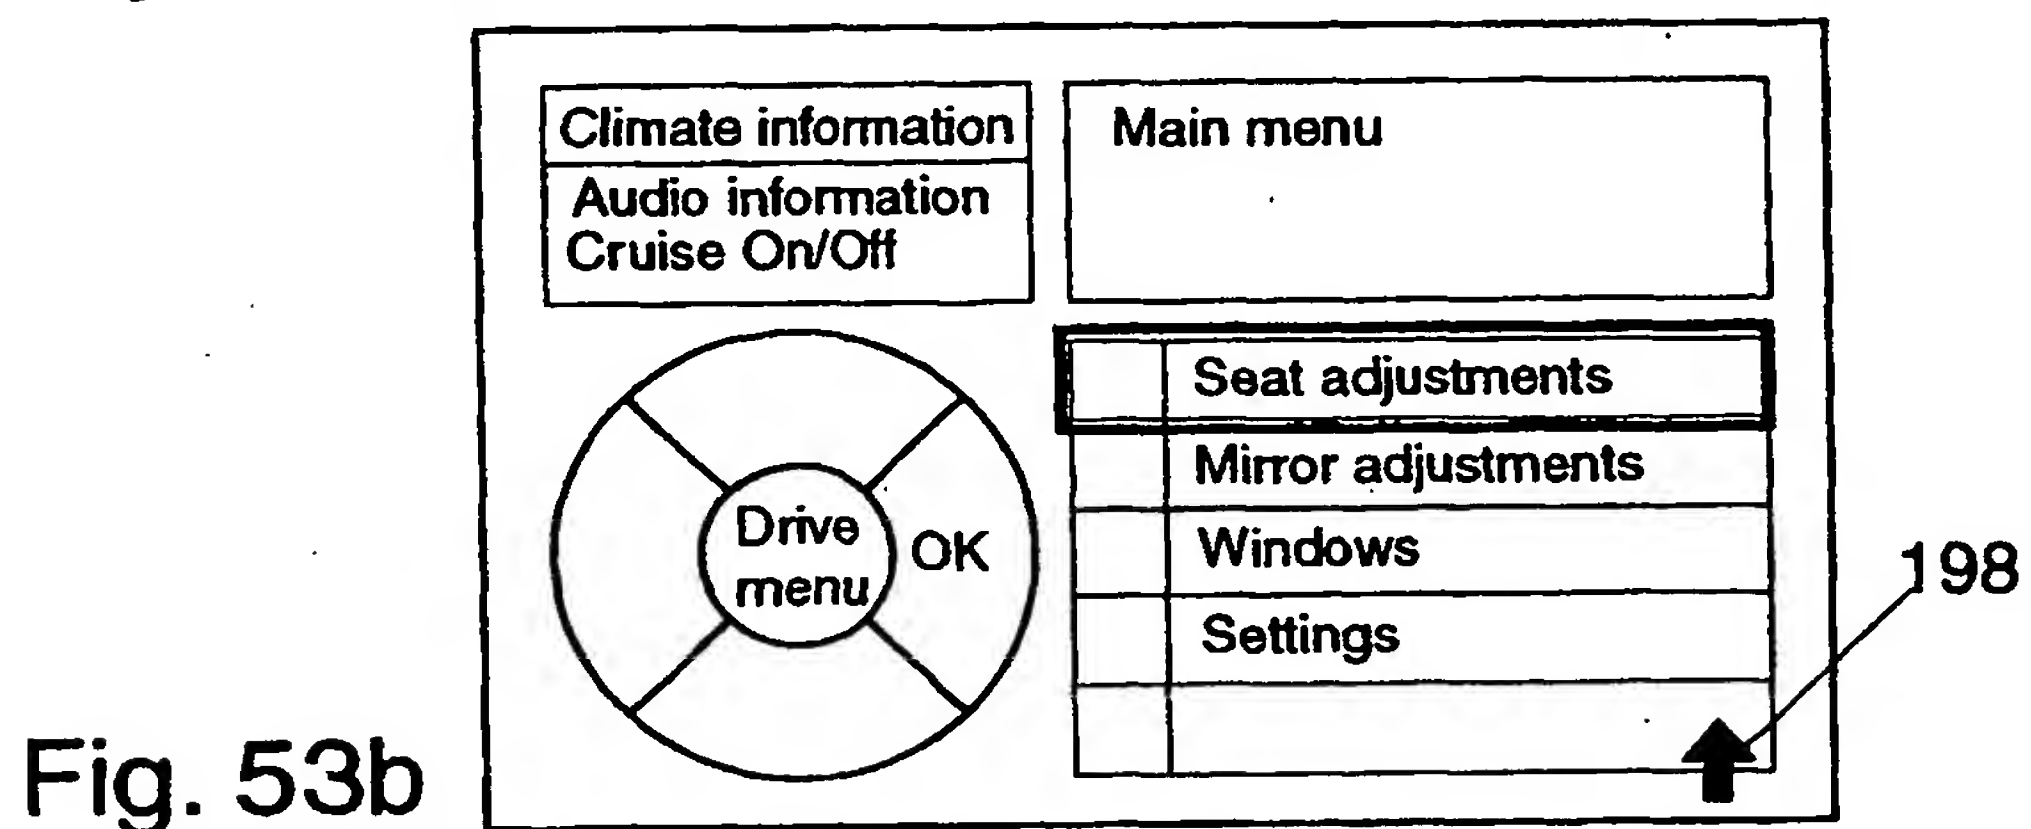 Climate information
Audio information
Cruise On/Off
Main menu
Drive
menu
OK
Seat adjustments
Mirror adjustments
Windows
Settings
198
Fig. 53b